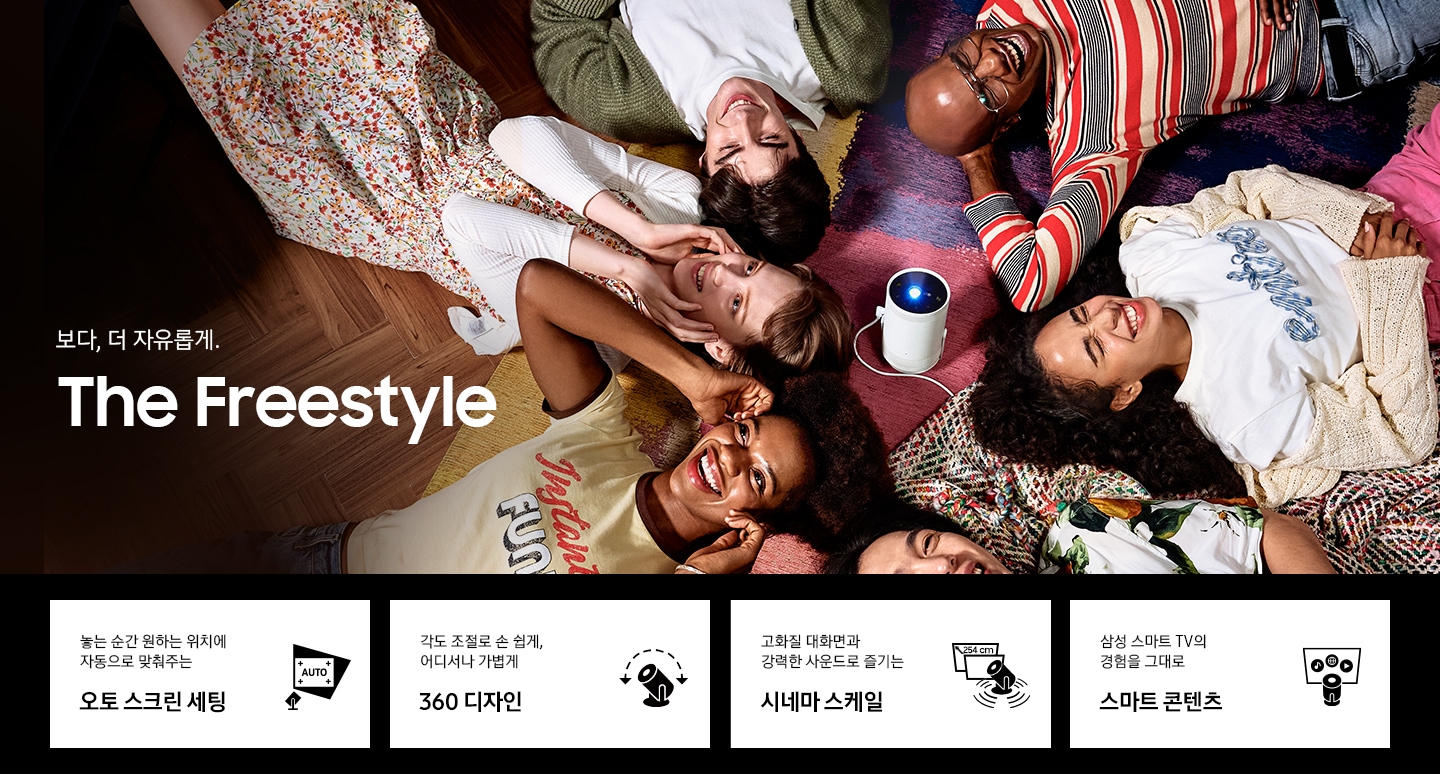 보다, 더 자유롭게.
The Freestyle
Instant
FUN
놓는 순간 원하는 위치에
자동으로 맞춰주는
오토 스크린 세팅
AUTO
각도 조절로 손 쉽게,
어디서나 가볍게
360 디자인
고화질 대화면과
강력한 사운드로 즐기는
시네마 스케일
254 cm
삼성 스마트 TV의
경험을 그대로
스마트 콘텐츠